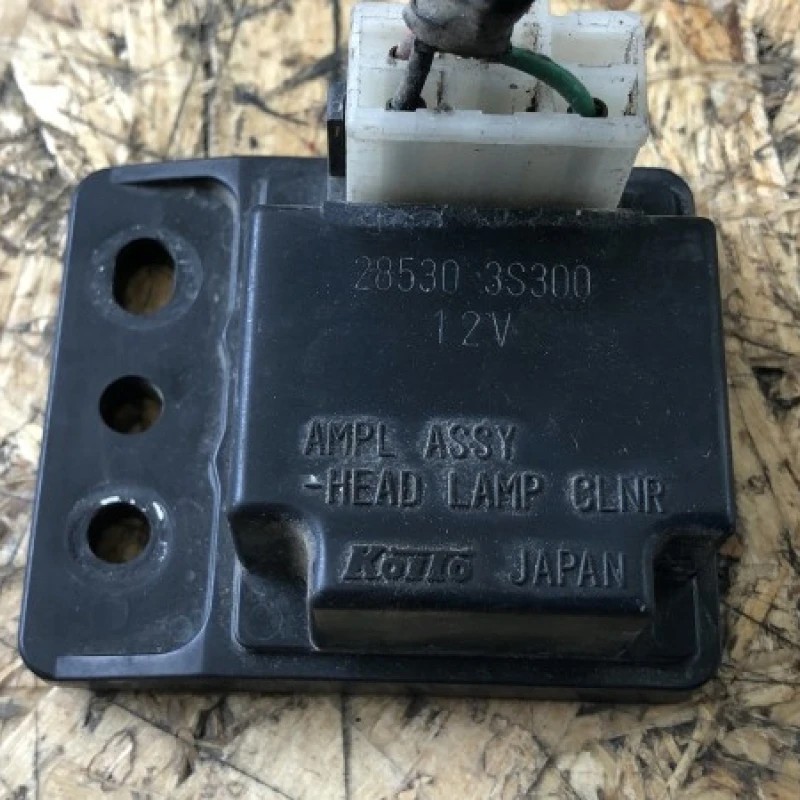 28530 3S300
12V
AMPL ASSY
-HEAD LAMP CLNR
KOITO JAPAN